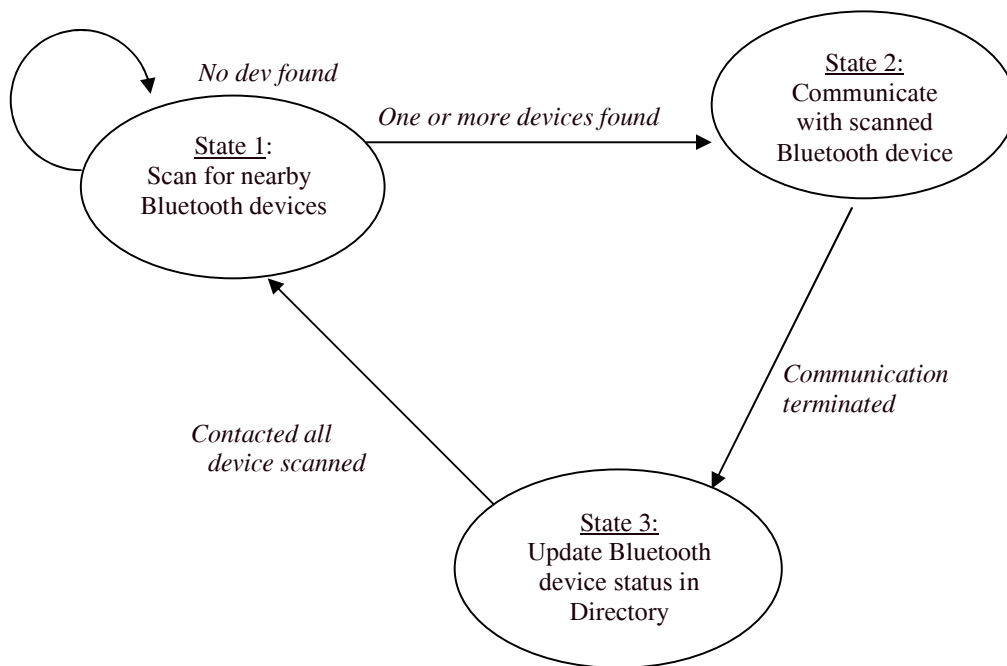 No dev found
State 1:
Scan for nearby
Bluetooth devices
One or more devices found
State 2:
Communicate
with scanned
Bluetooth device
Communication
terminated
Contacted all
device scanned
State 3:
Update Bluetooth
device status in
Directory